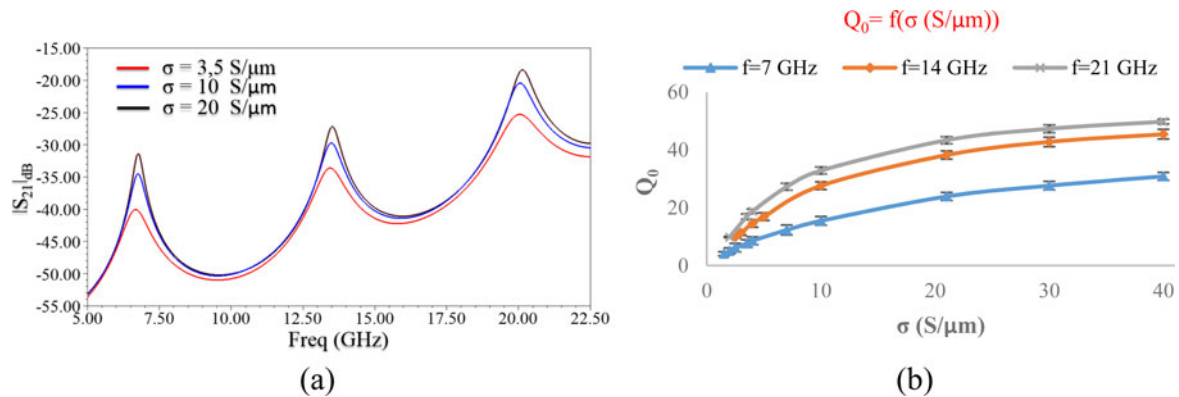 -15.00
-20.00
-25.00
-30.00
-35.00
-40.00
-45.00
-50.00
-55.00
|S21|dB
σ = 3,5 S/μm
σ = 10 S/μm
σ = 20 S/μm
5.00 7.50 10.00 12.50 15.00 17.50 20.00 22.50
Freq (GHz)
(a)
Q0= f(σ (S/μm))
f=7 GHz f=14 GHz f=21 GHz
60
40
20
0
Q0
0 10 20 30 40
σ (S/μm)
(b)